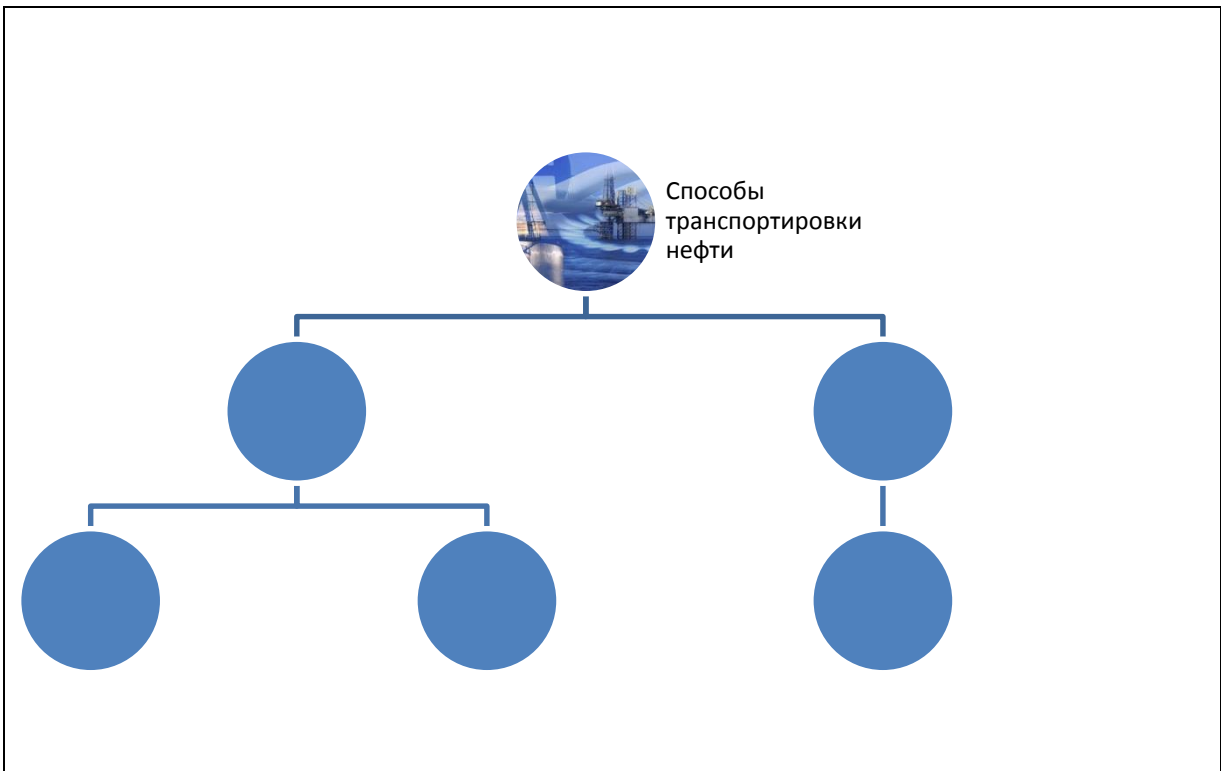 Способы
транспортировки
нефти